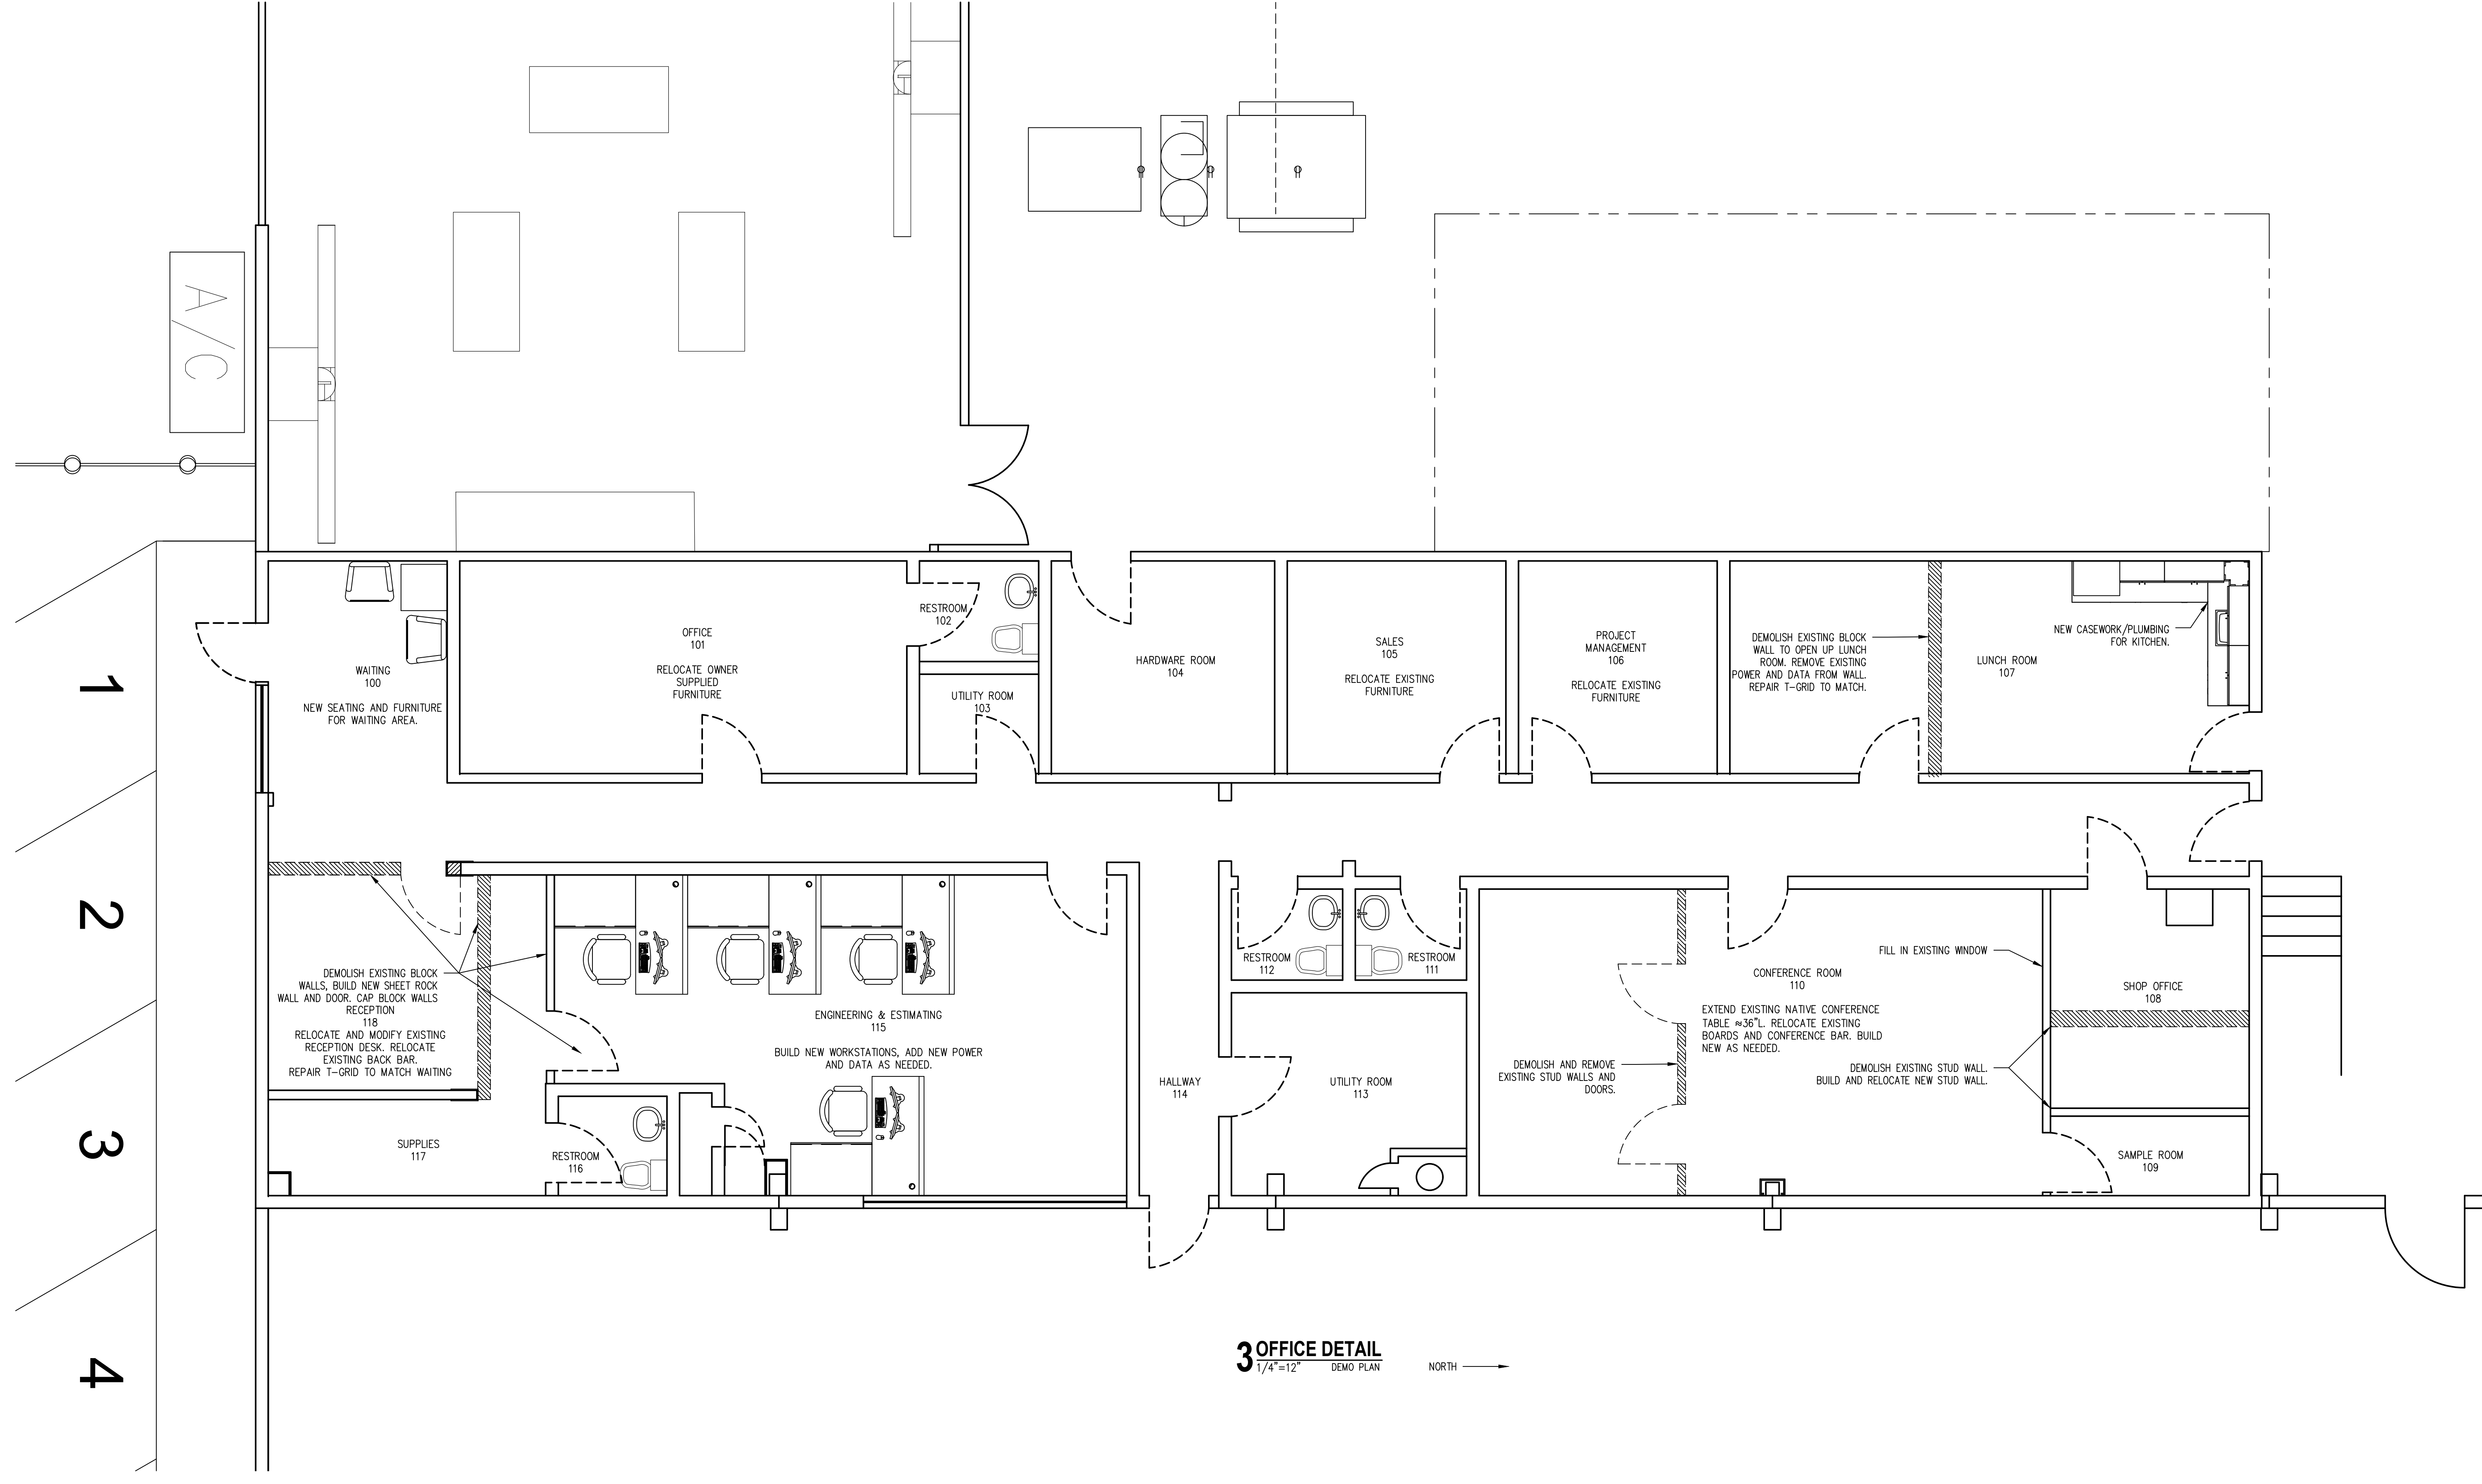 A/C
1
2
3
4
WAITING
100
NEW SEATING AND FURNITURE
FOR WAITING AREA.
OFFICE
101
RELOCATE OWNER
SUPPLIED
FURNITURE
RESTROOM
102
UTILITY ROOM
103
HARDWARE ROOM
104
SALES
105
RELOCATE EXISTING
FURNITURE
PROJECT
MANAGEMENT
106
RELOCATE EXISTING
FURNITURE
DEMOLISH EXISTING BLOCK
WALL TO OPEN UP LUNCH
ROOM. REMOVE EXISTING
POWER AND DATA FROM WALL.
REPAIR T-GRID TO MATCH.
LUNCH ROOM
107
NEW CASEWORK/PLUMBING
FOR KITCHEN.
DEMOLISH EXISTING BLOCK
WALLS, BUILD NEW SHEET ROCK
WALL AND DOOR. CAP BLOCK WALLS
RECEPTION
118
RELOCATE AND MODIFY EXISTING
RECEPTION DESK. RELOCATE
EXISTING BACK BAR.
REPAIR T-GRID TO MATCH WAITING
SUPPLIES
117
RESTROOM
116
ENGINEERING & ESTIMATING
115
BUILD NEW WORKSTATIONS, ADD NEW POWER
AND DATA AS NEEDED.
HALLWAY
114
RESTROOM
112
RESTROOM
111
UTILITY ROOM
113
DEMOLISH AND REMOVE
EXISTING STUD WALLS AND
DOORS.
CONFERENCE ROOM
110
EXTEND EXISTING NATIVE CONFERENCE
TABLE ≈36"L. RELOCATE EXISTING
BOARDS AND CONFERENCE BAR. BUILD
NEW AS NEEDED.
FILL IN EXISTING WINDOW
DEMOLISH EXISTING STUD WALL.
BUILD AND RELOCATE NEW STUD WALL.
SHOP OFFICE
108
SAMPLE ROOM
109
3 OFFICE DETAIL
1/4"=12" DEMO PLAN
NORTH